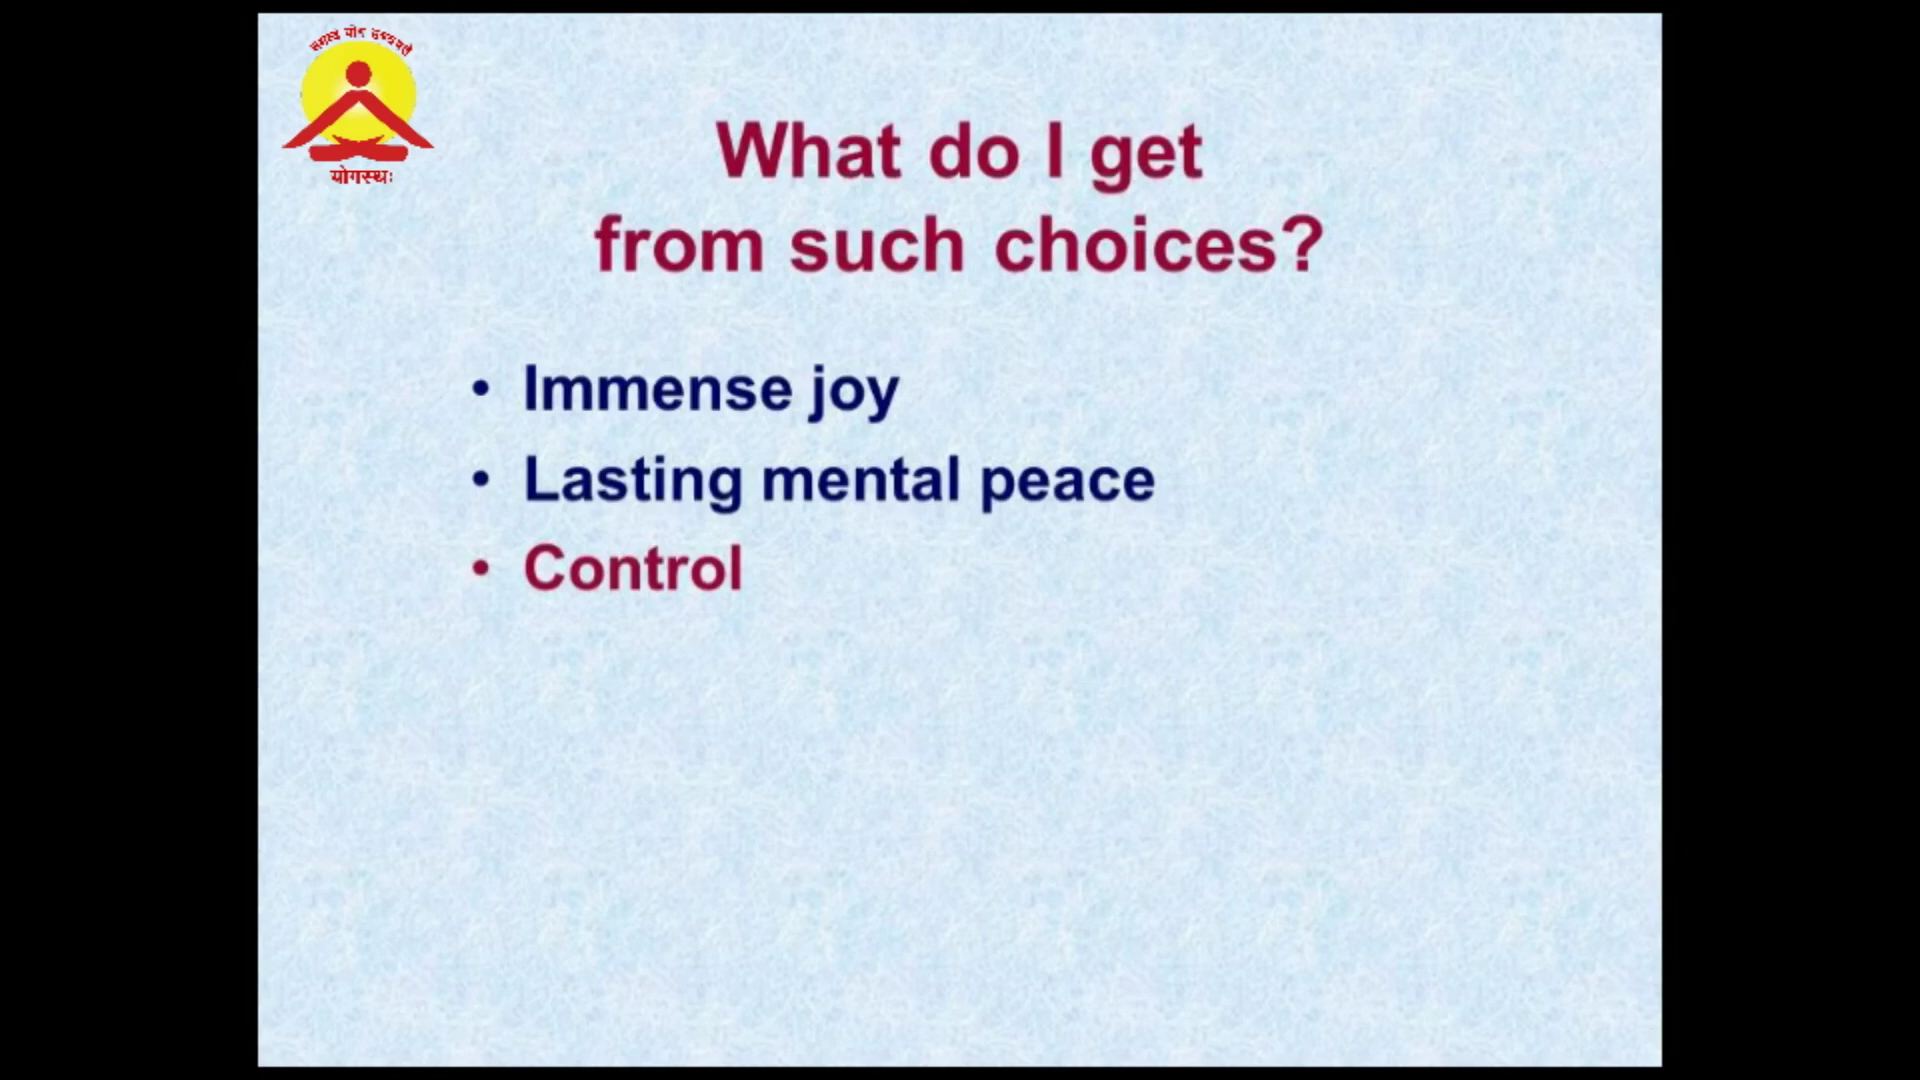 योग
योगस्थः
What do I get
from such choices?
• Immense joy
• Lasting mental peace
• Control